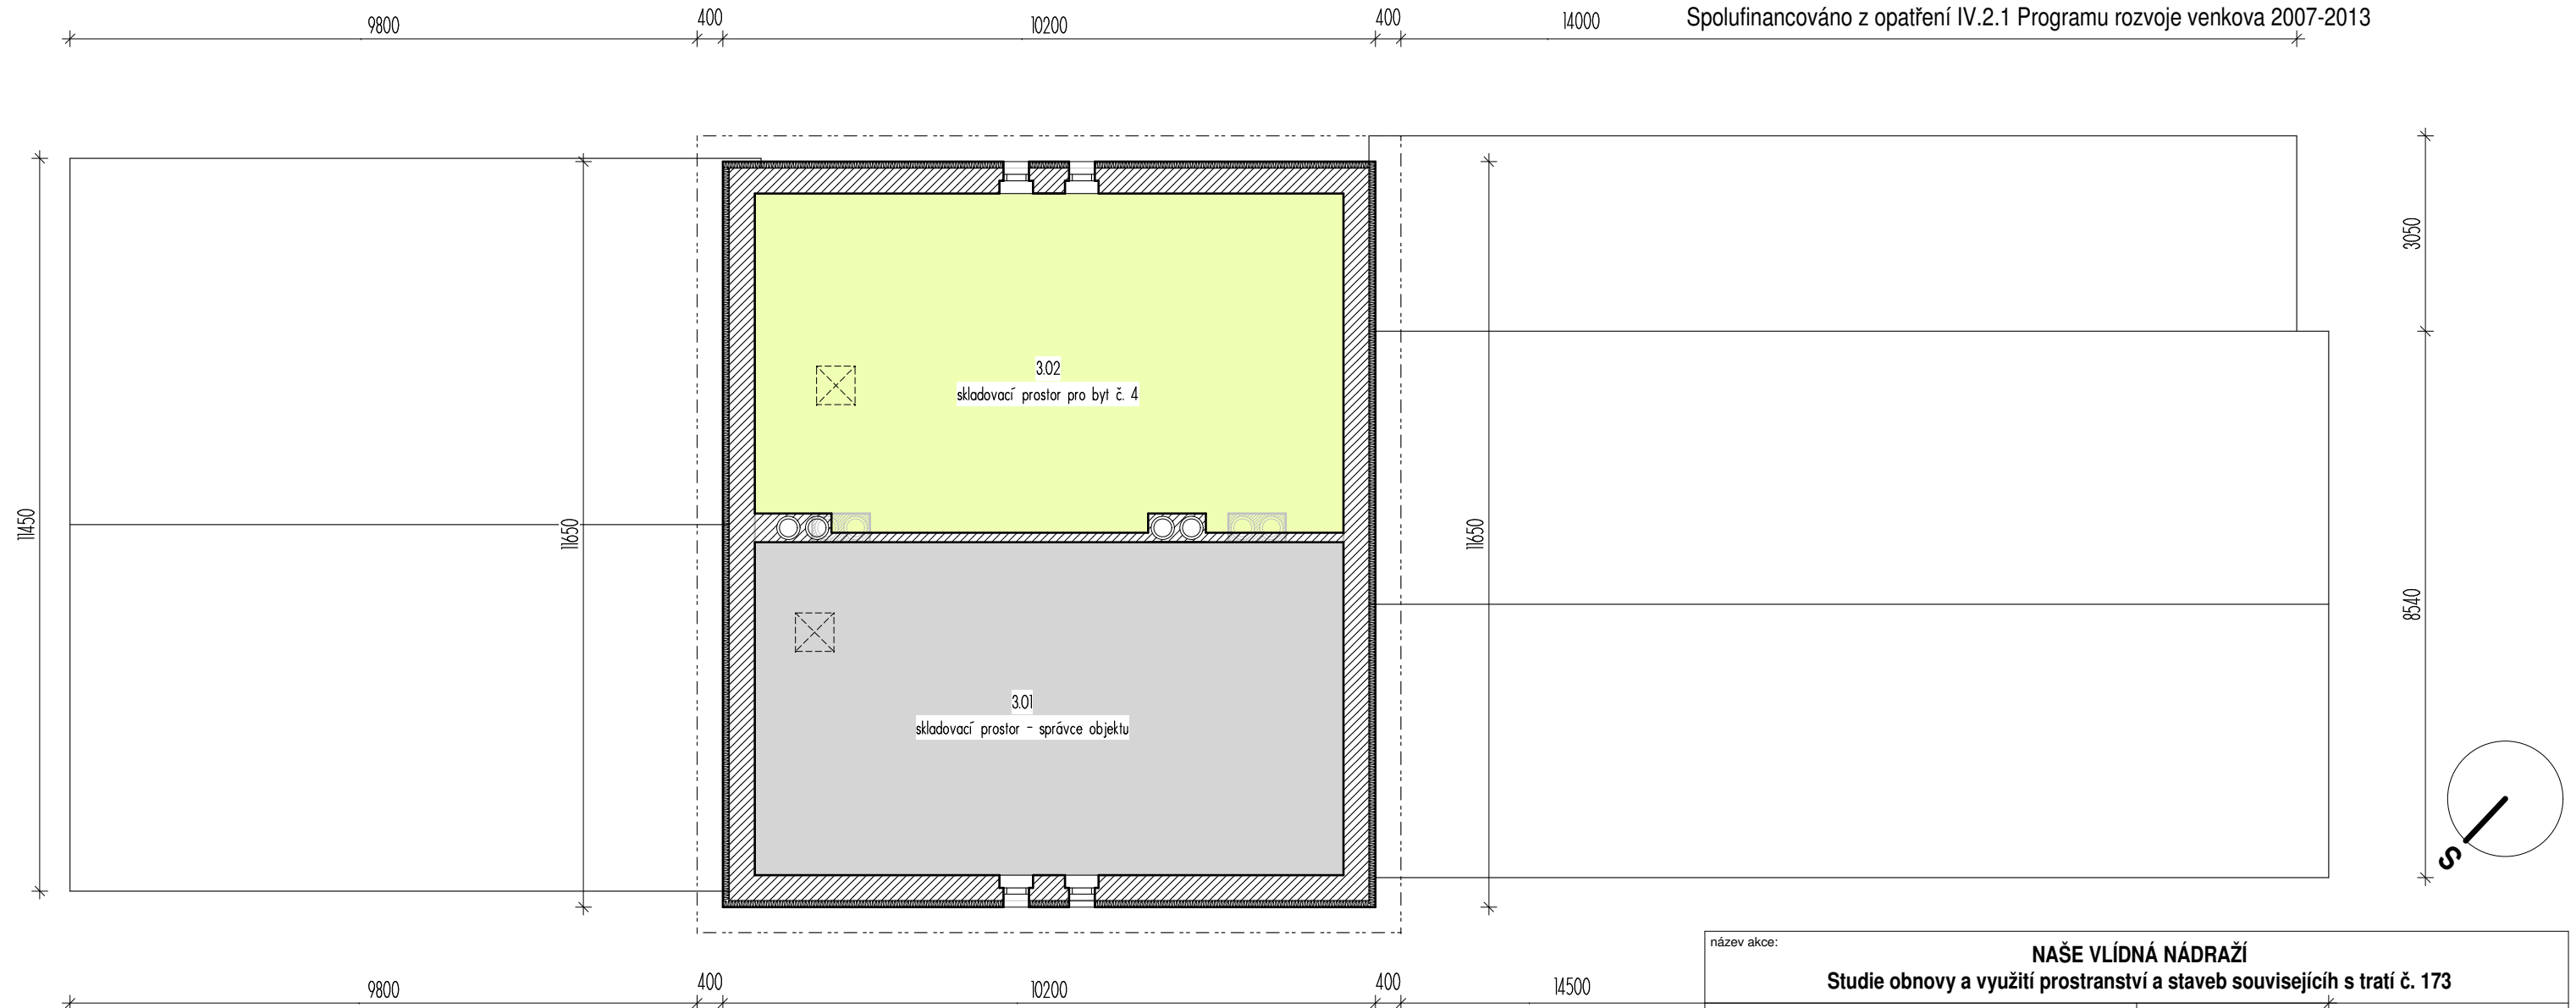 9800
400
10200
400
14000
Spolufinancováno z opatření IV.2.1 Programu rozvoje venkova 2007-2013
3050
3.02
skladovací prostor pro byt č. 4
11450
11650
11650
8540
3.01
skladovací prostor - správce objektu
S
název akce:
NAŠE VLÍDNÁ NÁDRAŽÍ
Studie obnovy a využití prostranství a staveb souvisejícíh s tratí č. 173
9800
400
10200
400
14500